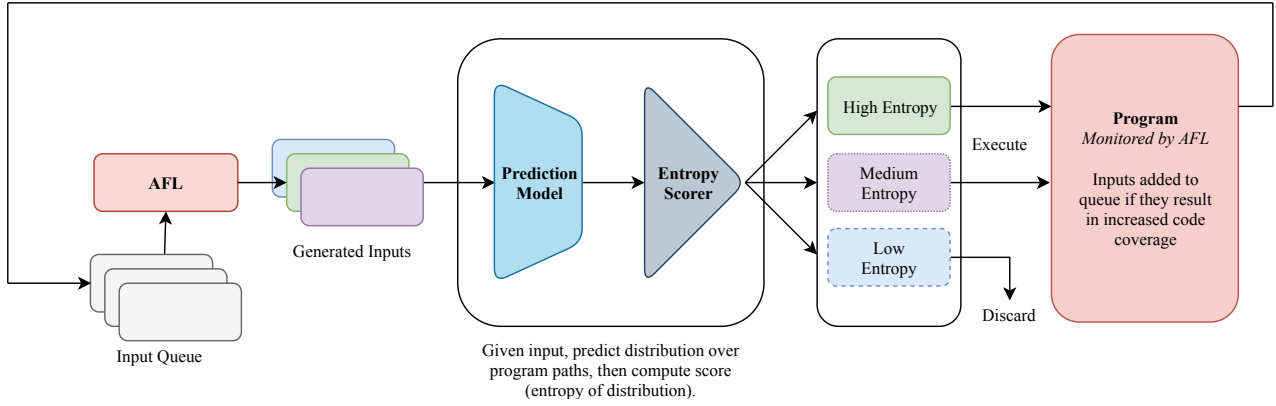 AFL
Input Queue
Generated Inputs
Prediction
Model
Entropy
Scorer
Given input, predict distribution over
program paths, then compute score
(entropy of distribution).
High Entropy
Medium
Entropy
Low
Entropy
Execute
Discard
Program
Monitored by AFL
Inputs added to
queue if they result
in increased code
coverage